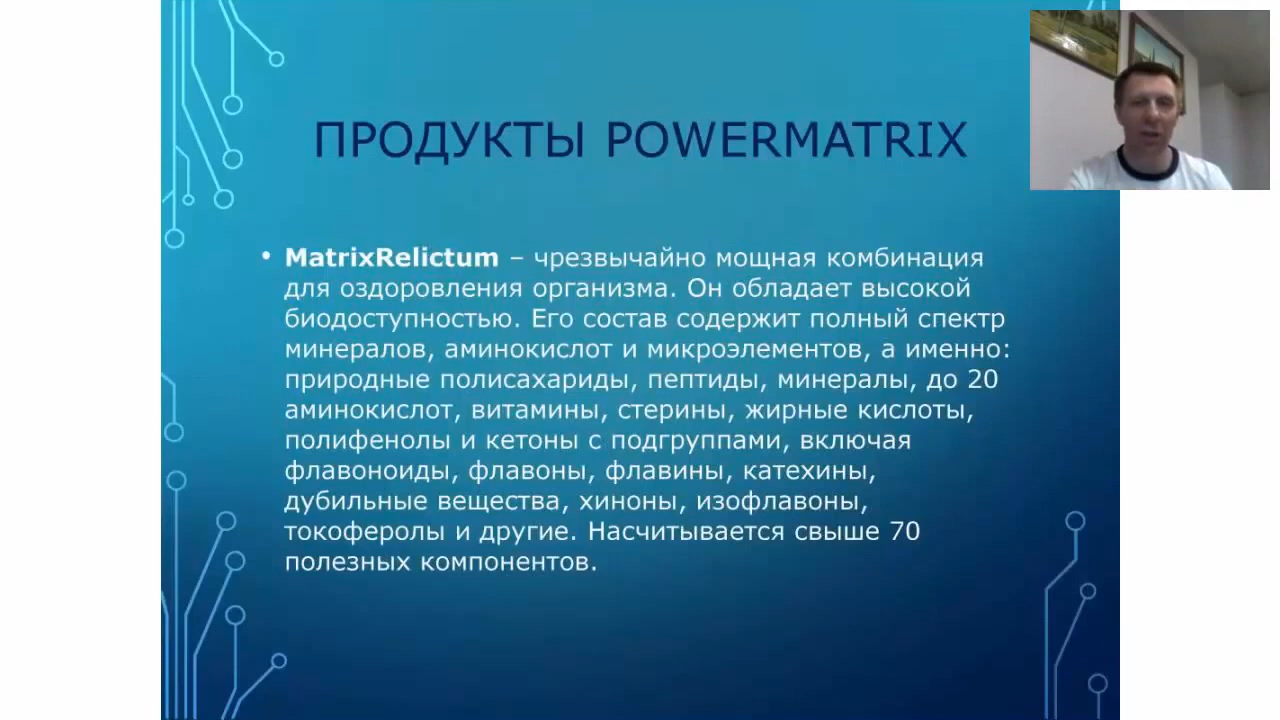 ПРОДУКТЫ POWERMATRIX
• MatrixRelictum – чрезвычайно мощная комбинация
для оздоровления организма. Он обладает высокой
биодоступностью. Его состав содержит полный спектр
минералов, аминокислот и микроэлементов, а именно:
природные полисахариды, пептиды, минералы, до 20
аминокислот, витамины, стерины, жирные кислоты,
полифенолы и кетоны с подгруппами, включая
флавоноиды, флавоны, флавины, катехины,
дубильные вещества, хиноны, изофлавоны,
токоферолы и другие. Насчитывается свыше 70
полезных компонентов.